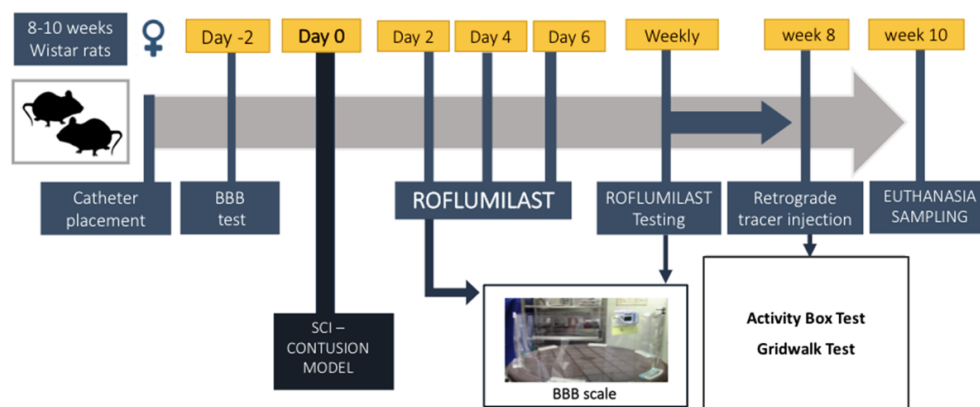 8-10 weeks
Wistar rats
Day -2
Day 0
Day 2
Day 4
Day 6
Weekly
week 8
week 10
Catheter
placement
BBB
test
ROFLUMILAST
ROFLUMILAST
Testing
Retrograde
tracer injection
EUTHANASIA
SAMPLING
SCI –
CONTUSION
MODEL
BBB scale
Activity Box Test
Gridwalk Test